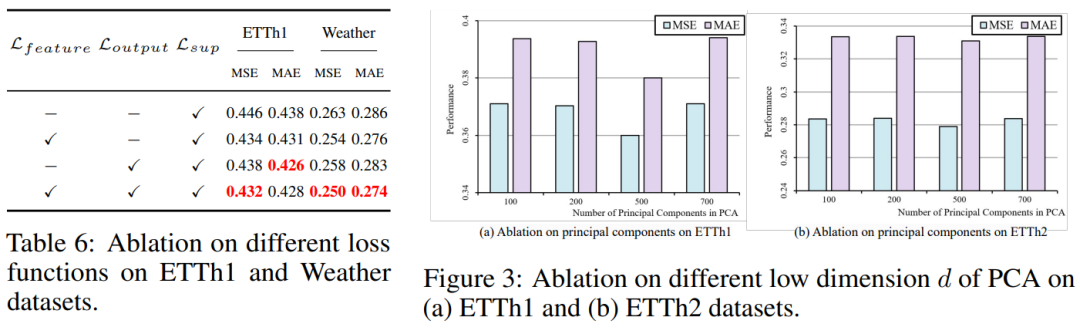 L_feature L_output L_sup ETTh1 Weather
MSE MAE MSE MAE
– – ✓ 0.446 0.438 0.263 0.286
✓ – ✓ 0.434 0.431 0.254 0.276
– ✓ ✓ 0.438 0.426 0.258 0.283
✓ ✓ ✓ 0.432 0.428 0.250 0.274
Table 6: Ablation on different loss
functions on ETTh1 and Weather
datasets.
MSE MAE
Performance
0.4
0.38
0.36
0.34
100 200 500 700
Number of Principal Components in PCA
(a) Ablation on principal components on ETTh1
MSE MAE
Performance
0.34
0.32
0.3
0.28
0.26
0.24
100 200 500 700
Number of Principal Components in PCA
(b) Ablation on principal components on ETTh2
Figure 3: Ablation on different low dimension d of PCA on
(a) ETTh1 and (b) ETTh2 datasets.